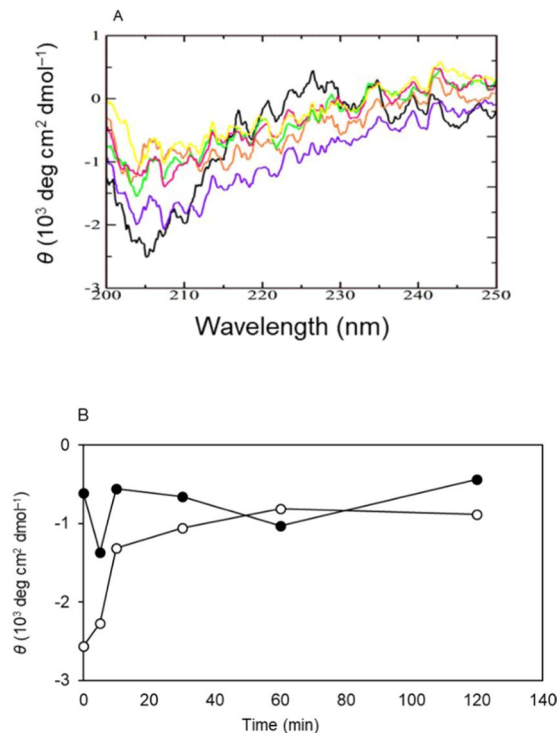 A
1
0
-1
-2
-3
θ (10³ deg cm² dmol⁻¹)
200 210 220 230 240 250
Wavelength (nm)
B
0
-1
-2
-3
θ (10³ deg cm² dmol⁻¹)
0 20 40 60 80 100 120 140
Time (min)